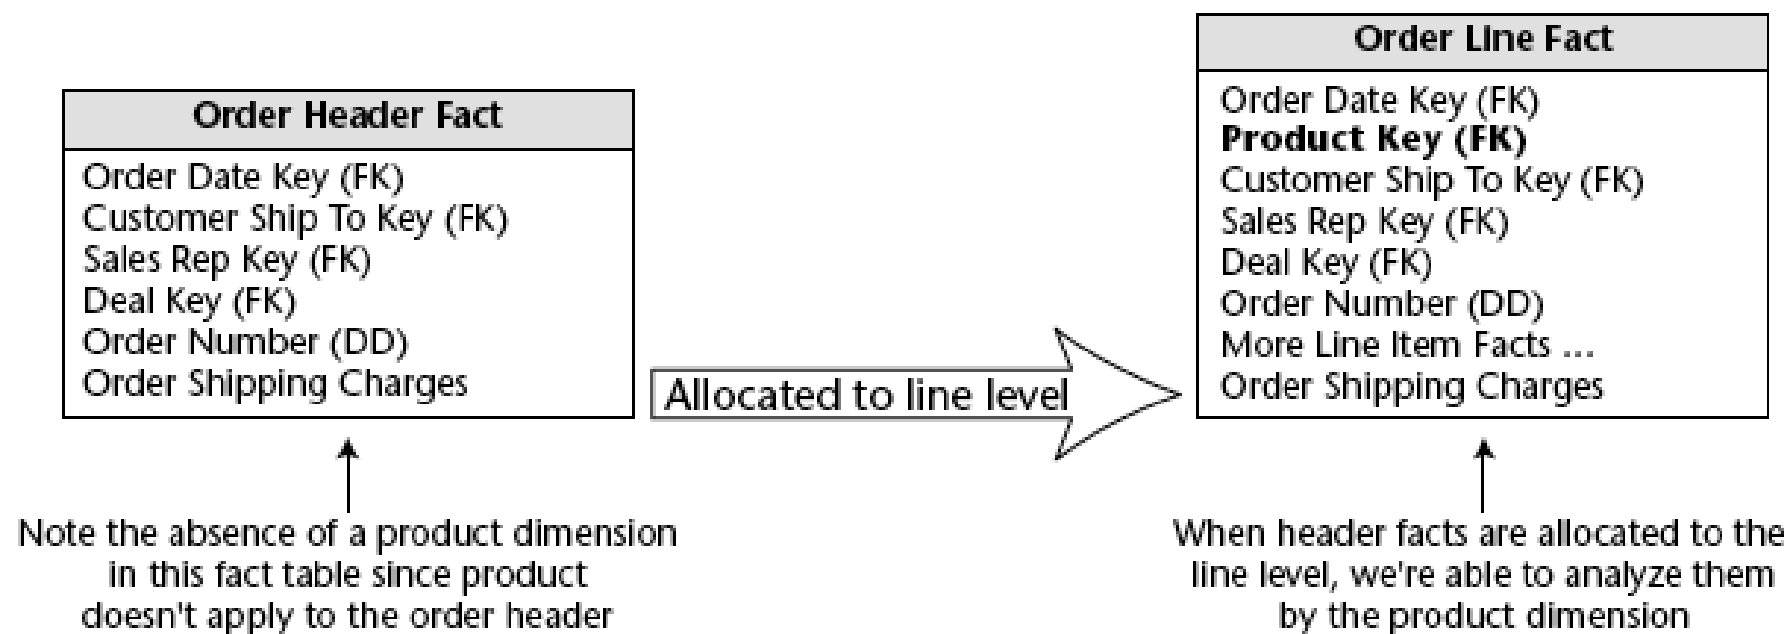 Order Header Fact
Order Date Key (FK)
Customer Ship To Key (FK)
Sales Rep Key (FK)
Deal Key (FK)
Order Number (DD)
Order Shipping Charges
Note the absence of a product dimension
in this fact table since product
doesn't apply to the order header
Allocated to line level
Order Line Fact
Order Date Key (FK)
Product Key (FK)
Customer Ship To Key (FK)
Sales Rep Key (FK)
Deal Key (FK)
Order Number (DD)
More Line Item Facts ...
Order Shipping Charges
When header facts are allocated to the
line level, we're able to analyze them
by the product dimension